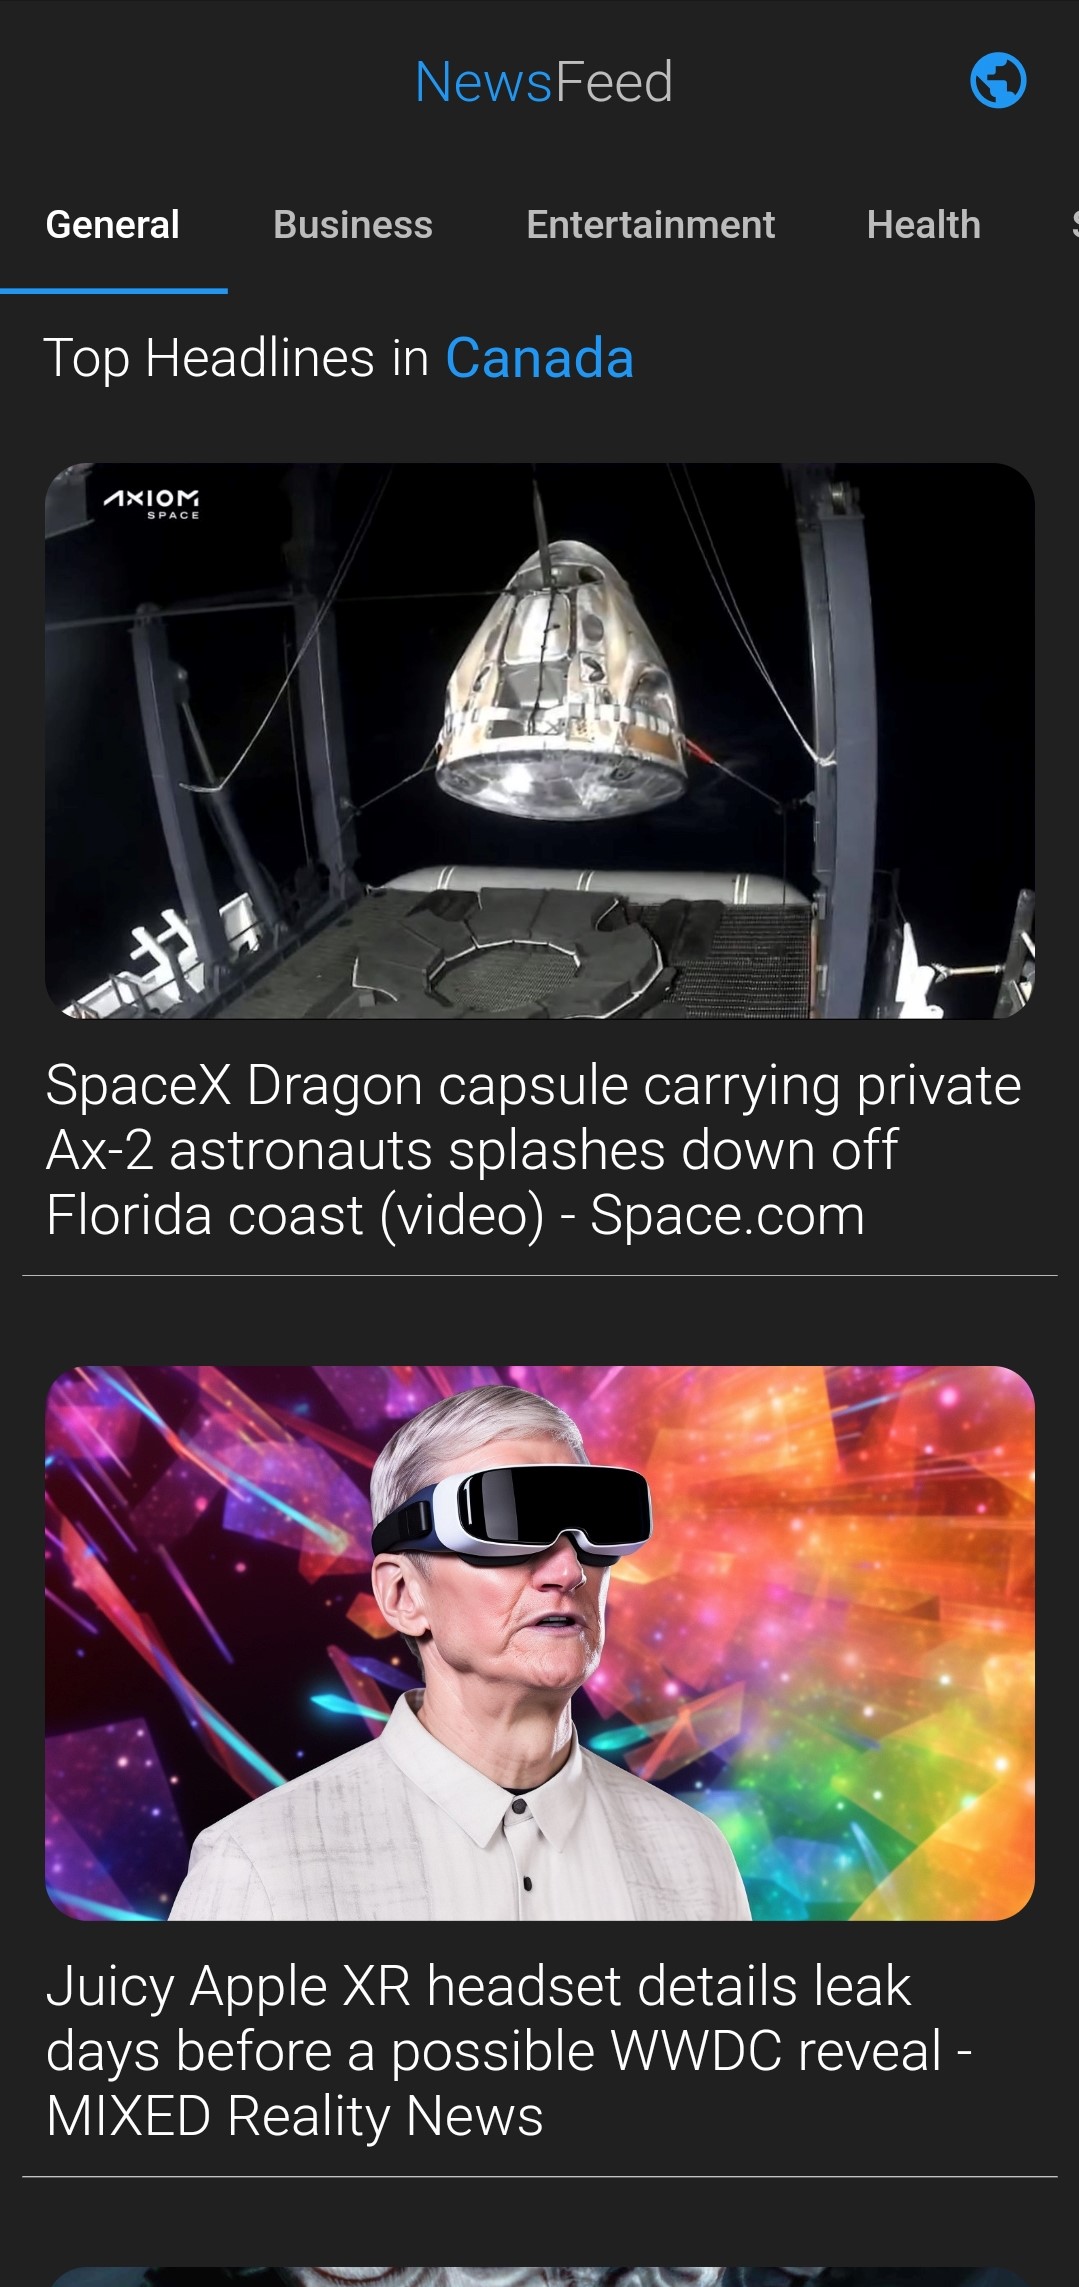 NewsFeed
General Business Entertainment Health
Top Headlines in Canada
AXIOM
SPACE
SpaceX Dragon capsule carrying private
Ax-2 astronauts splashes down off
Florida coast (video) - Space.com
Juicy Apple XR headset details leak
days before a possible WWDC reveal -
MIXED Reality News